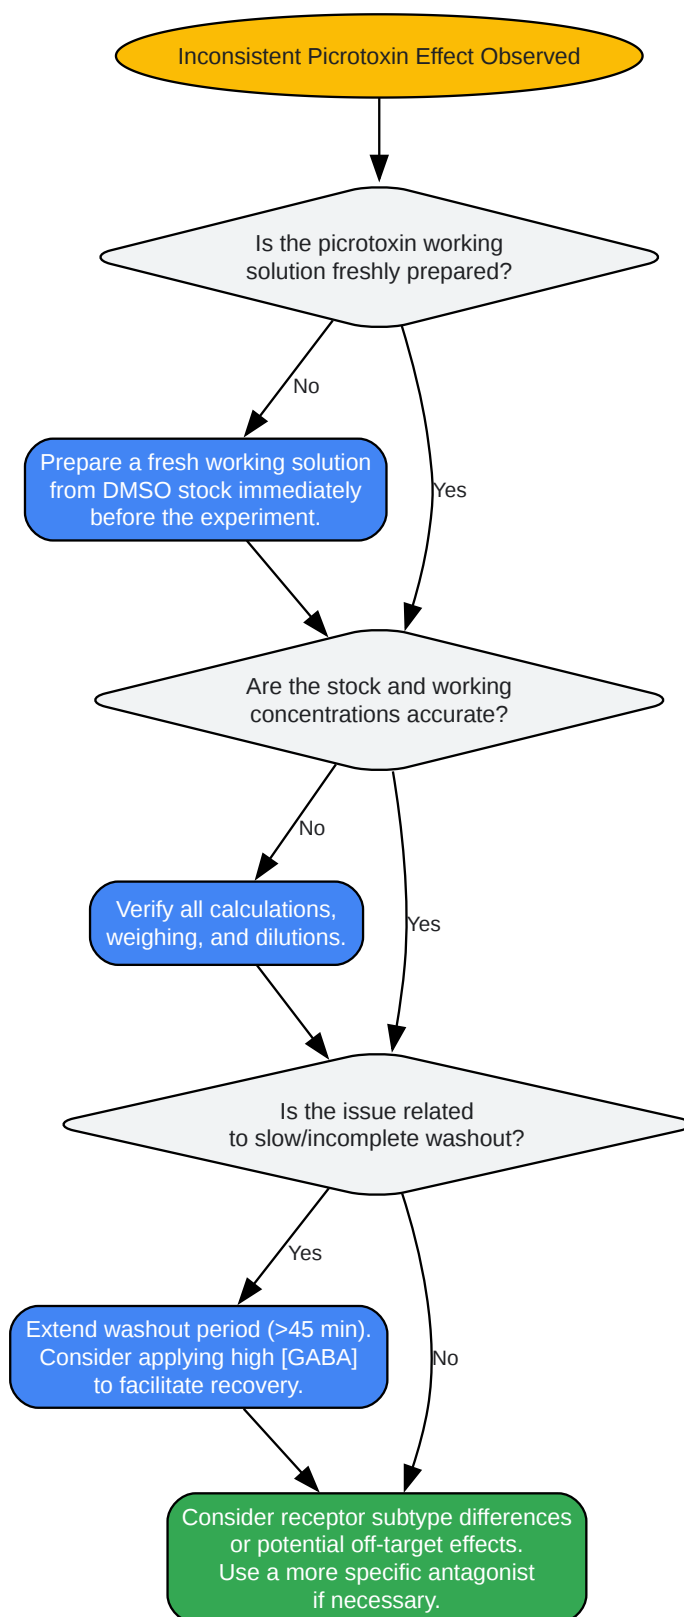 Inconsistent Picrotoxin Effect Observed
Is the picrotoxin working
solution freshly prepared?
No
Prepare a fresh working solution
from DMSO stock immediately
before the experiment.
Yes
Are the stock and working
concentrations accurate?
No
Verify all calculations,
weighing, and dilutions.
Yes
Is the issue related
to slow/incomplete washout?
Yes
Extend washout period (>45 min).
Consider applying high [GABA]
to facilitate recovery.
No
Consider receptor subtype differences
or potential off-target effects.
Use a more specific antagonist
if necessary.